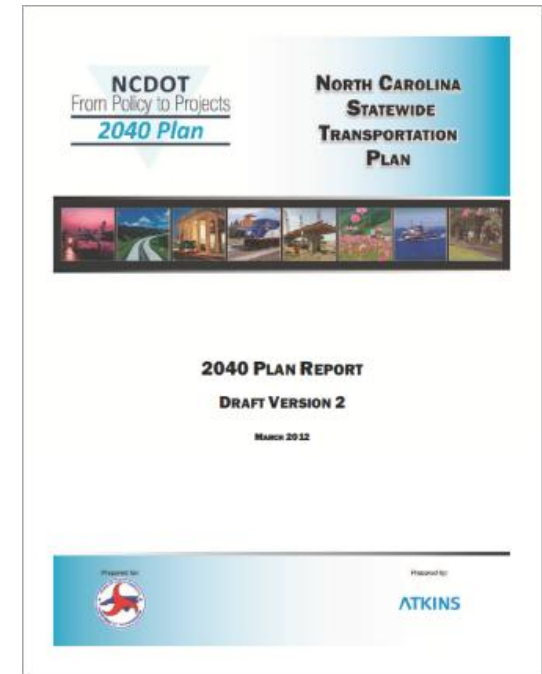 NCDOT
From Policy to Projects
2040 Plan
NORTH CAROLINA
STATEWIDE
TRANSPORTATION
PLAN
2040 PLAN REPORT
DRAFT VERSION 2
MARCH 2012
Prepared for:
Prepared by:
ATKINS